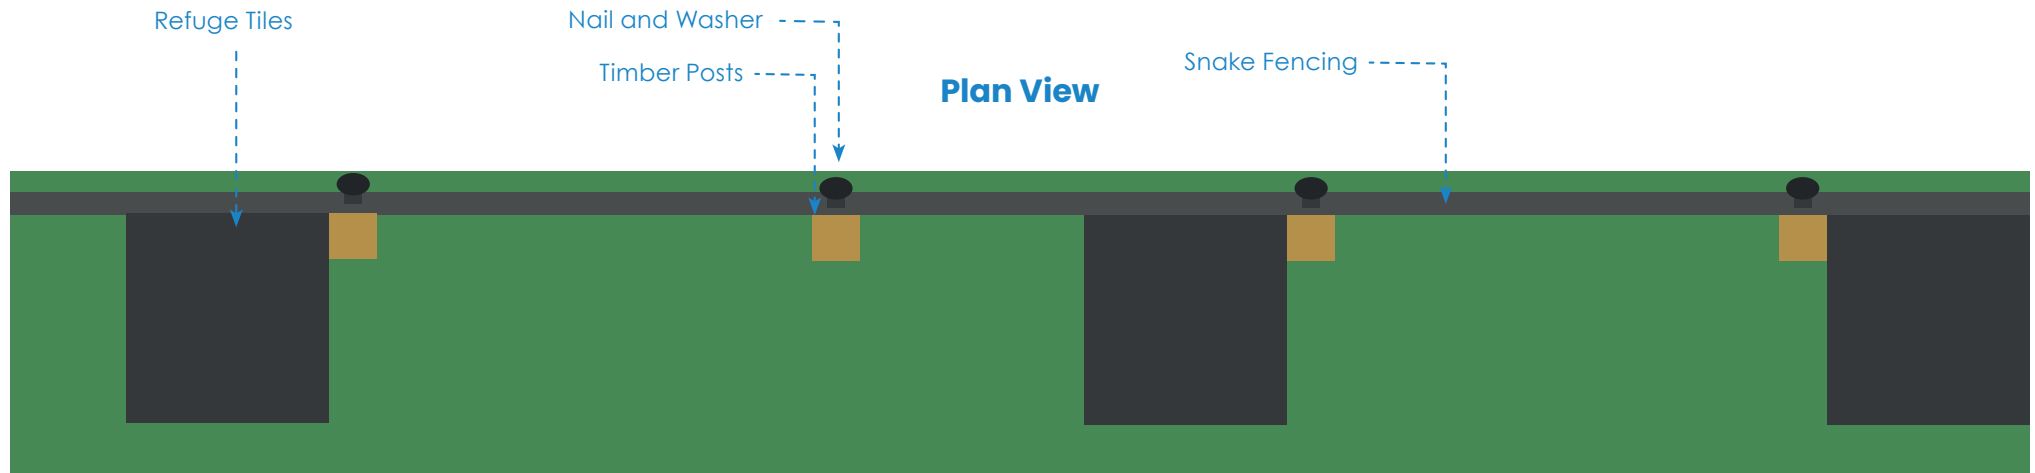 Refuge Tiles
Nail and Washer
Timber Posts
Plan View
Snake Fencing